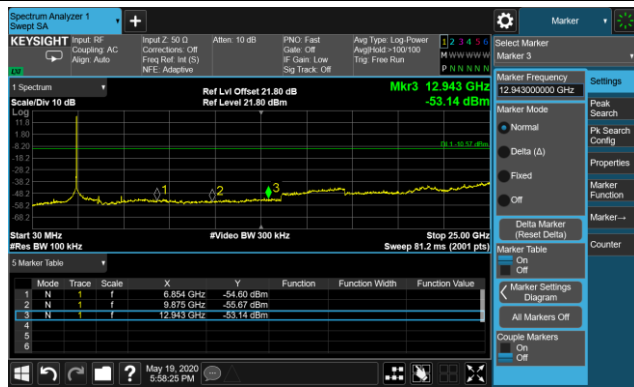 Spectrum Analyzer 1
Swept SA
Marker
KEYSIGHT
Input: RF
Coupling: AC
Align: Auto
Input Z: 50 Ω
Corrections: Off
Freq Ref: Int (S)
NFE: Adaptive
Atten: 10 dB
PNO: Fast
Gate: Off
IF Gain: Low
Sig Track: Off
Avg Type: Log-Power
Avg|Hold:>100/100
Trig: Free Run
1 2 3 4 5 6
M W W W W W
P N N N N N
Select Marker
Marker 3
1 Spectrum
Scale/Div 10 dB
Ref Lvl Offset 21.80 dB
Ref Level 21.80 dBm
Mkr3 12.943 GHz
-53.14 dBm
Log
11.8
1.80
-8.20
-18.2
-28.2
-38.2
-48.2
-58.2
-68.2
DL1 -10.57 dBm
1
2
3
Start 30 MHz
#Res BW 100 kHz
#Video BW 300 kHz
Stop 25.00 GHz
Sweep 81.2 ms (2001 pts)
5 Marker Table
Mode Trace Scale X Y Function Function Width Function Value
1 N 1 f 6.854 GHz -54.60 dBm
2 N 1 f 9.875 GHz -55.67 dBm
3 N 1 f 12.943 GHz -53.14 dBm
4
5
6
Marker Frequency
12.943000000 GHz
Marker Mode
Normal
Delta (Δ)
Fixed
Off
Delta Marker
(Reset Delta)
Marker Table
On
Off
Marker Settings
Diagram
All Markers Off
Couple Markers
On
Off
Settings
Peak
Search
Pk Search
Config
Properties
Marker
Function
Marker→
Counter
?
May 19, 2020
5:58:25 PM